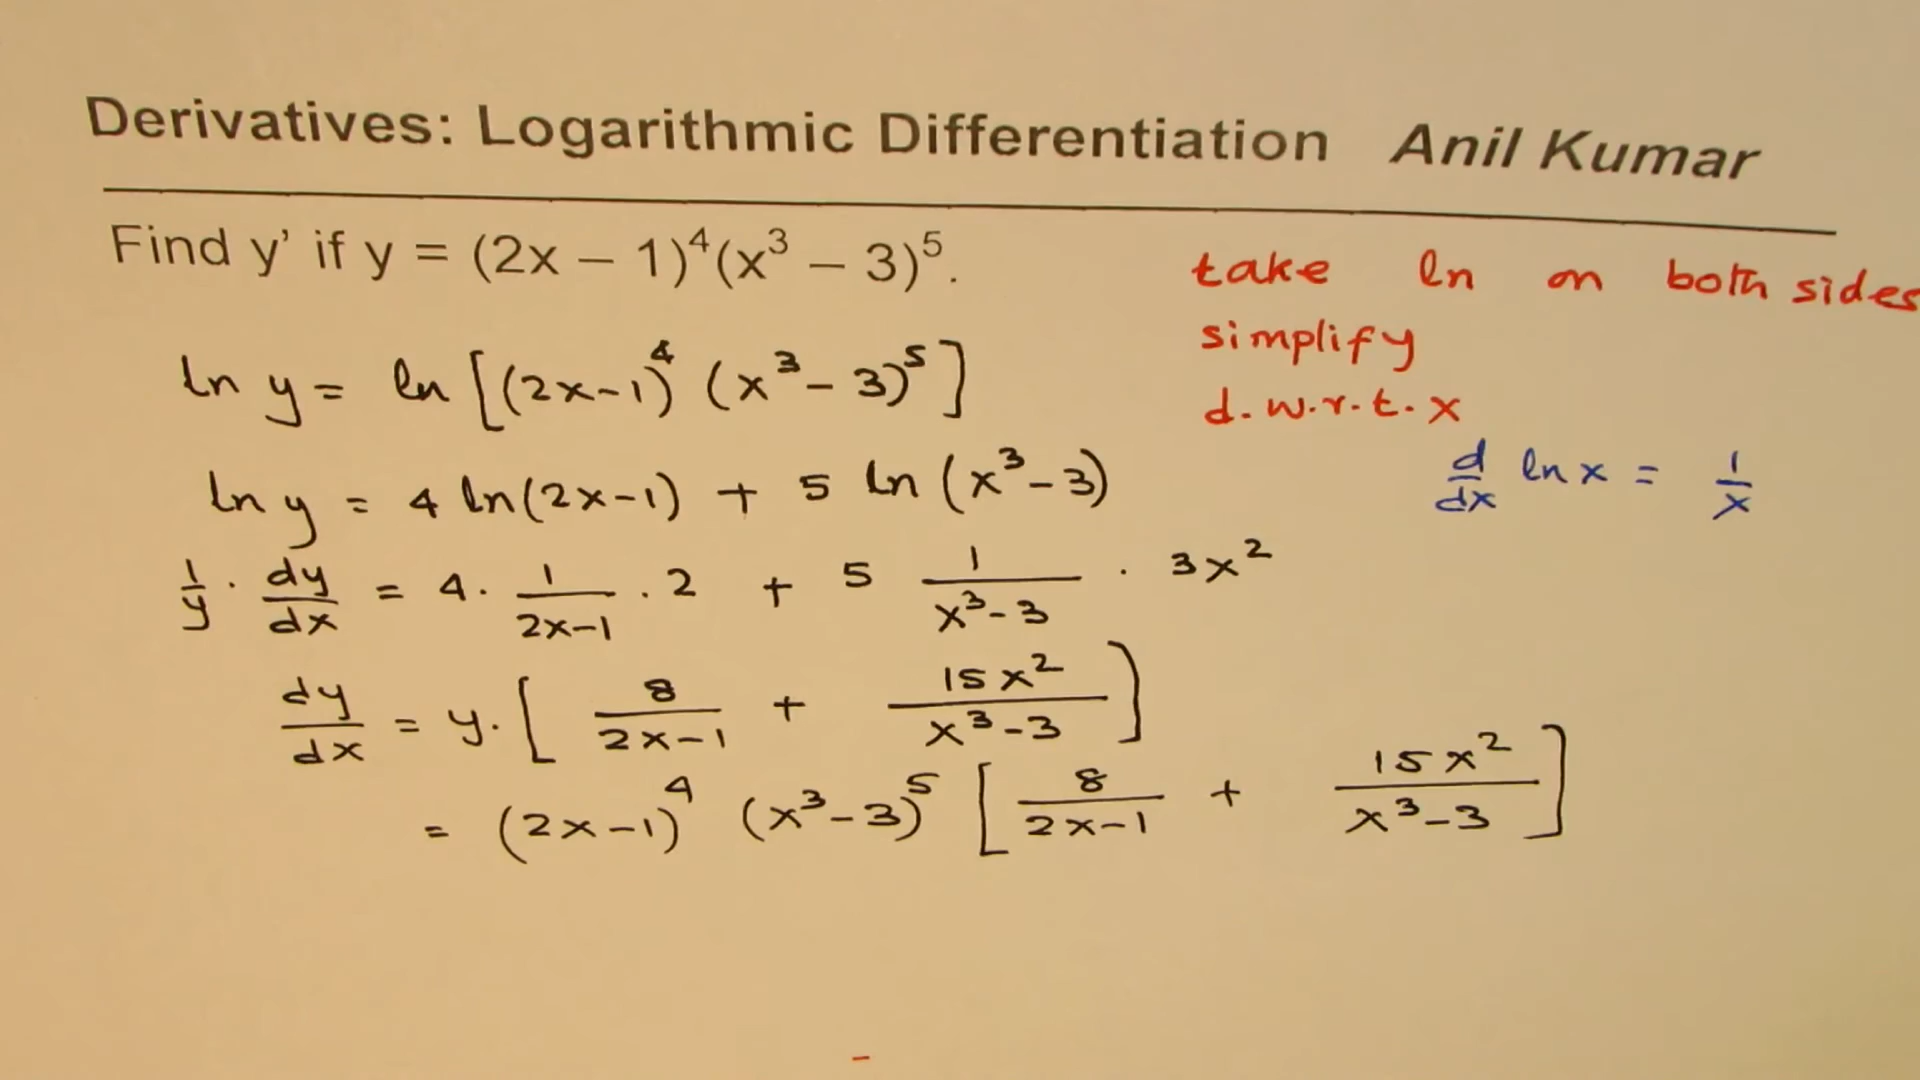 Derivatives: Logarithmic Differentiation Anil Kumar
Find y' if y = (2x – 1)⁴(x³ – 3)⁵.
take ln on both sides
simplify
d.w.r.t. x
d/dx ln x = 1/x
ln y = ln [(2x-1)⁴ (x³-3)⁵]
ln y = 4 ln(2x-1) + 5 ln (x³-3)
1/y · dy/dx = 4 · 1/(2x-1) · 2 + 5 1/(x³-3) · 3x²
dy/dx = y · [8/(2x-1) + 15x²/(x³-3)]
= (2x-1)⁴ (x³-3)⁵ [8/(2x-1) + 15x²/(x³-3)]